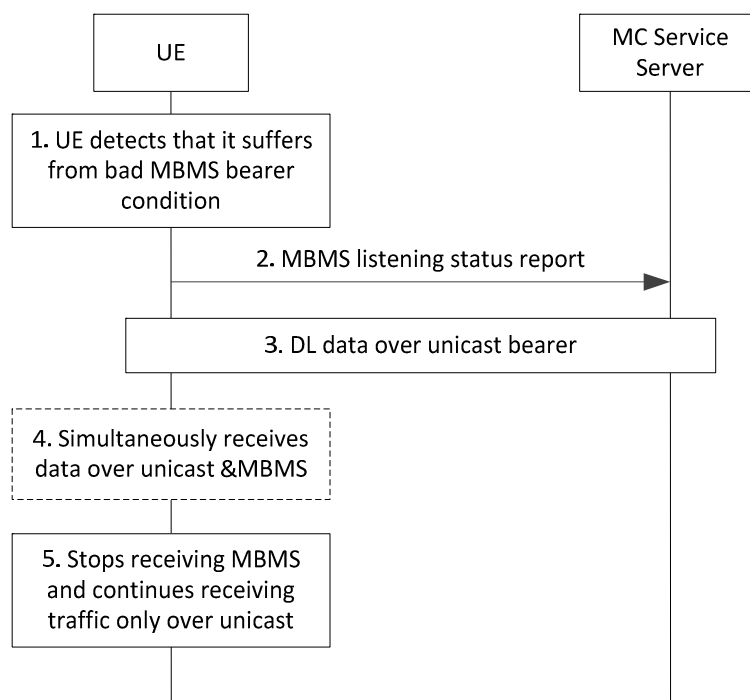 UE
MC Service
Server
1. UE detects that it suffers
from bad MBMS bearer
condition
2. MBMS listening status report
3. DL data over unicast bearer
4. Simultaneously receives
data over unicast &MBMS
5. Stops receiving MBMS
and continues receiving
traffic only over unicast